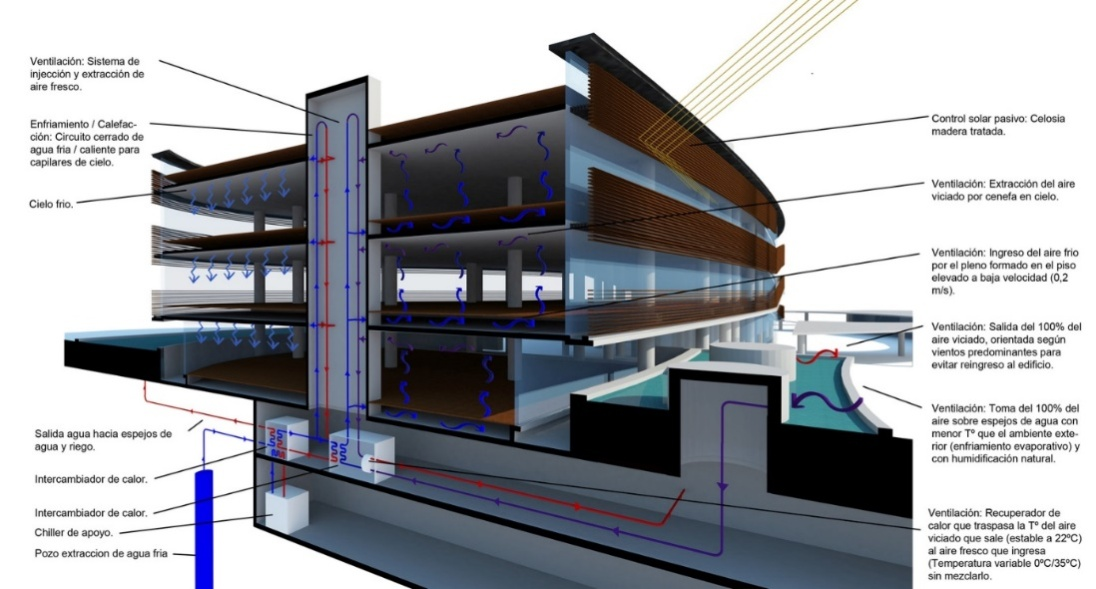 Ventilación: Sistema de
injección y extracción de
aire fresco.
Enfriamiento / Calefac-
ción: Circuito cerrado de
agua fria / caliente para
capilares de cielo.
Cielo frio.
Salida agua hacia espejos de
agua y riego.
Intercambiador de calor.
Intercambiador de calor.
Chiller de apoyo.
Pozo extraccion de agua fria
Control solar pasivo: Celosia
madera tratada.
Ventilación: Extracción del aire
viciado por cenefa en cielo.
Ventilación: Ingreso del aire frio
por el pleno formado en el piso
elevado a baja velocidad (0,2
m/s).
Ventilación: Salida del 100% del
aire viciado, orientada según
vientos predominantes para
evitar reingreso al edificio.
Ventilación: Toma del 100% del
aire sobre espejos de agua con
menor Tº que el ambiente exte-
rior (enfriamiento evaporativo) y
con humidificación natural.
Ventilación: Recuperador de
calor que traspasa la Tº del aire
viciado que sale (estable a 22ºC)
al aire fresco que ingresa
(Temperatura variable 0ºC/35ºC)
sin mezclarlo.